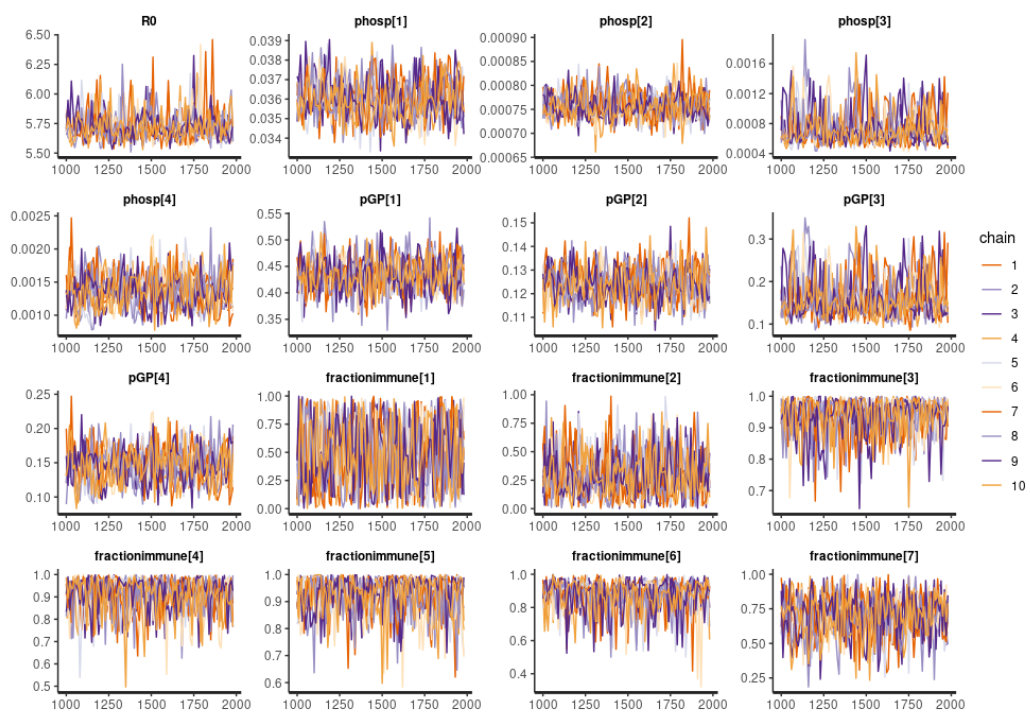 R0
6.50
6.25
6.00
5.75
5.50
1000 1250 1500 1750 2000
phosp[1]
0.039
0.037
0.036
0.034
1000 1250 1500 1750 2000
phosp[2]
0.00090
0.00080
0.00075
0.00070
0.00065
1000 1250 1500 1750 2000
phosp[3]
0.0016
0.0012
0.0008
0.0004
1000 1250 1500 1750 2000
phosp[4]
0.0025
0.0020
0.0015
0.0010
1000 1250 1500 1750 2000
pGP[1]
0.55
0.50
0.45
0.40
0.35
1000 1250 1500 1750 2000
pGP[2]
0.15
0.14
0.13
0.12
0.11
1000 1250 1500 1750 2000
pGP[3]
0.3
0.2
0.1
1000 1250 1500 1750 2000
pGP[4]
0.25
0.20
0.15
0.10
1000 1250 1500 1750 2000
fractionimmune[1]
1.00
0.75
0.50
0.25
0.00
1000 1250 1500 1750 2000
fractionimmune[2]
1.00
0.75
0.50
0.25
0.00
1000 1250 1500 1750 2000
fractionimmune[3]
1.0
0.9
0.8
0.7
1000 1250 1500 1750 2000
fractionimmune[4]
1.0
0.9
0.8
0.7
0.6
0.5
1000 1250 1500 1750 2000
fractionimmune[5]
1.0
0.9
0.8
0.7
0.6
1000 1250 1500 1750 2000
fractionimmune[6]
1.0
0.8
0.6
0.4
1000 1250 1500 1750 2000
fractionimmune[7]
1.00
0.75
0.50
0.25
1000 1250 1500 1750 2000
chain
1
2
3
4
5
6
7
8
9
10